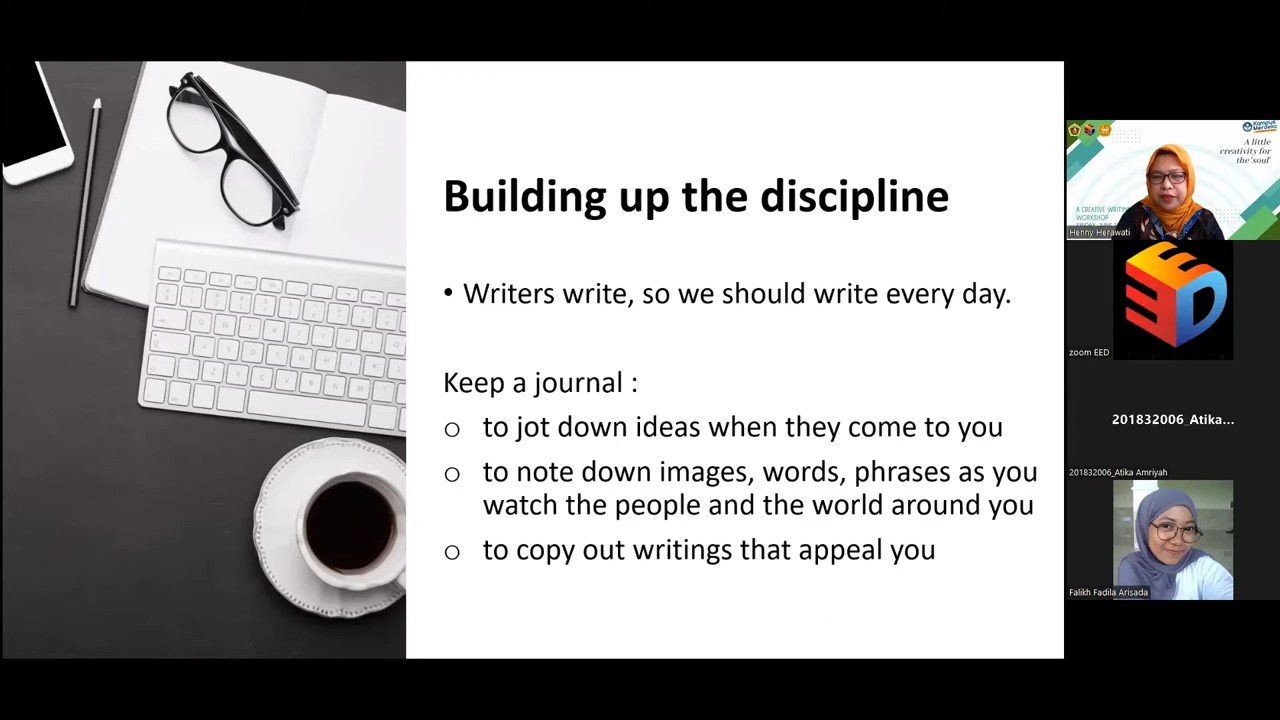 Building up the discipline
• Writers write, so we should write every day.
Keep a journal :
o to jot down ideas when they come to you
o to note down images, words, phrases as you
watch the people and the world around you
o to copy out writings that appeal you
Kampus
Merdeka
A little
creativity for
the 'soul'
A CREATIVE WRITING
WORKSHOP
Henny Herawati
EED
zoom EED
201832006_Atika...
201832006_Atika Amriyah
Falikh Fadila Arisada